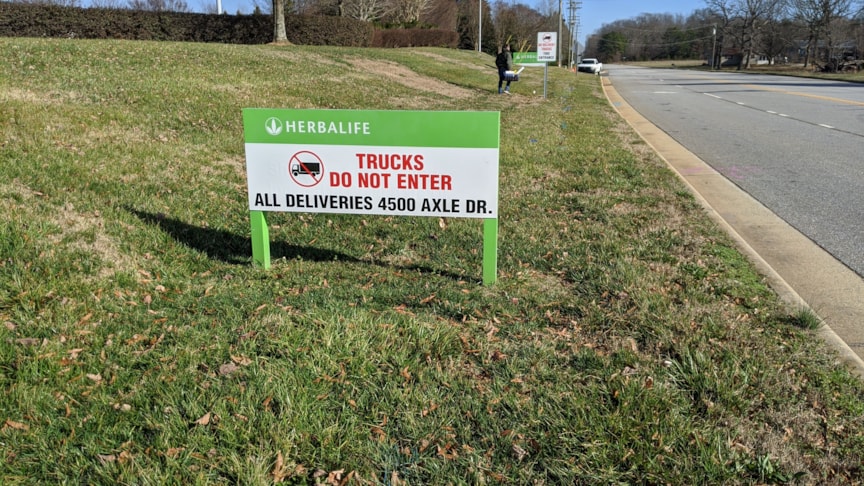 HERBALIFE
TRUCKS
DO NOT ENTER
ALL DELIVERIES 4500 AXLE DR.